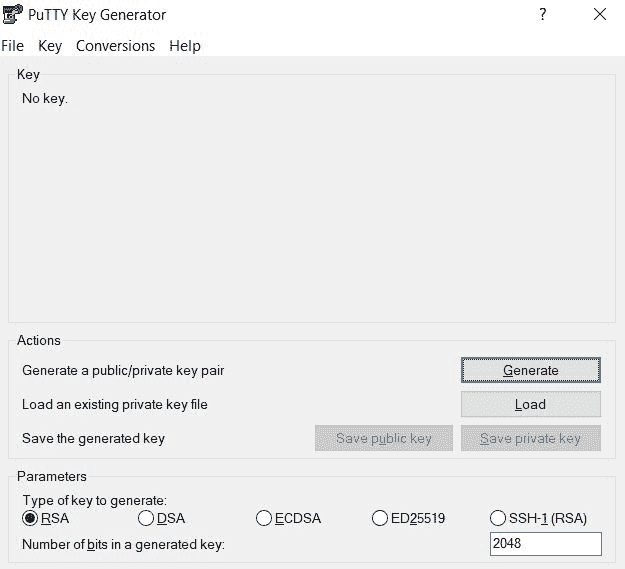 PuTTY Key Generator ?
File Key Conversions Help
Key
No key.
Actions
Generate a public/private key pair Generate
Load an existing private key file Load
Save the generated key Save public key Save private key
Parameters
Type of key to generate:
RSA DSA ECDSA ED25519 SSH-1 (RSA)
Number of bits in a generated key: 2048